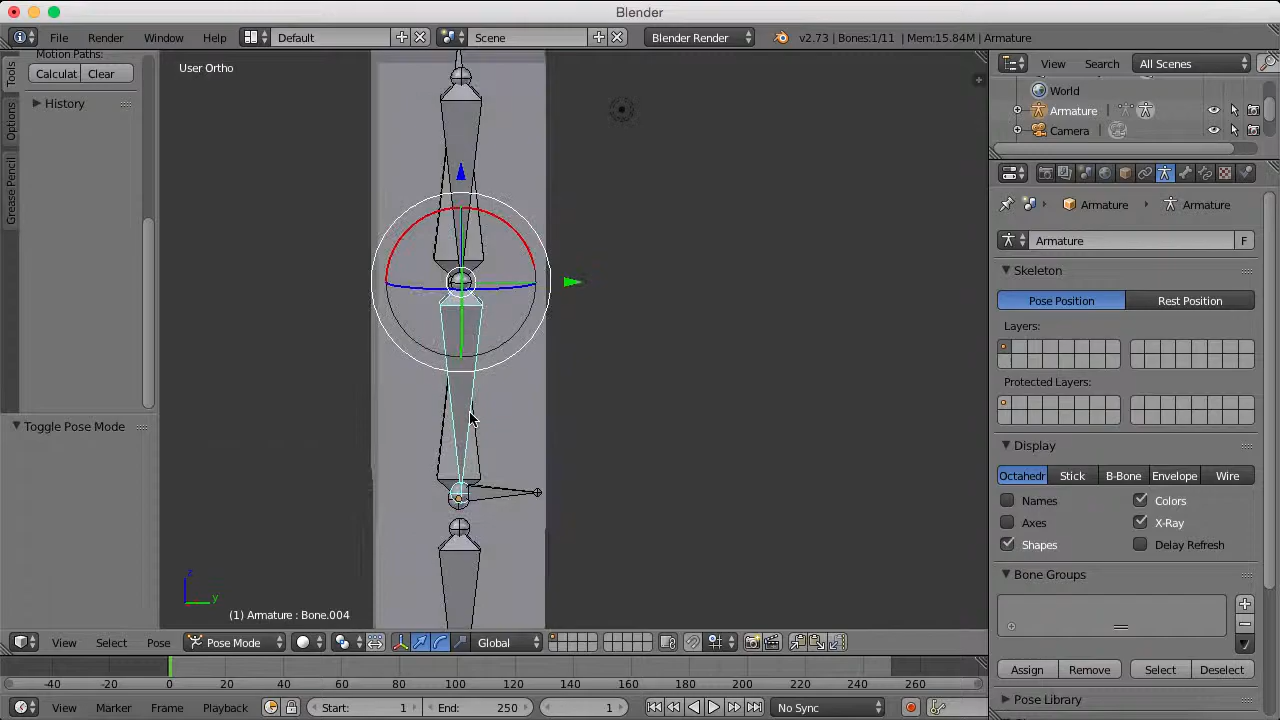 Blender
File Render Window Help Default Scene Blender Render v2.73 | Bones:1/11 | Mem:15.84M | Armature
Motion Paths:
Calculat Clear
History
Tools
Options
Grease Pencil
Toggle Pose Mode
User Ortho
z
y
(1) Armature : Bone.004
View Select Pose Pose Mode Global
-40 -20 0 20 40 60 80 100 120 140 160 180 200 220 240 260
View Marker Frame Playback Start: 1 End: 250 1 No Sync
View Search All Scenes
World
Armature
Camera
Armature Armature
Armature F
Skeleton
Pose Position Rest Position
Layers:
Protected Layers:
Display
Octahedr Stick B-Bone Envelope Wire
Names Colors
Axes X-Ray
Shapes Delay Refresh
Bone Groups
Assign Remove Select Deselect
Pose Library